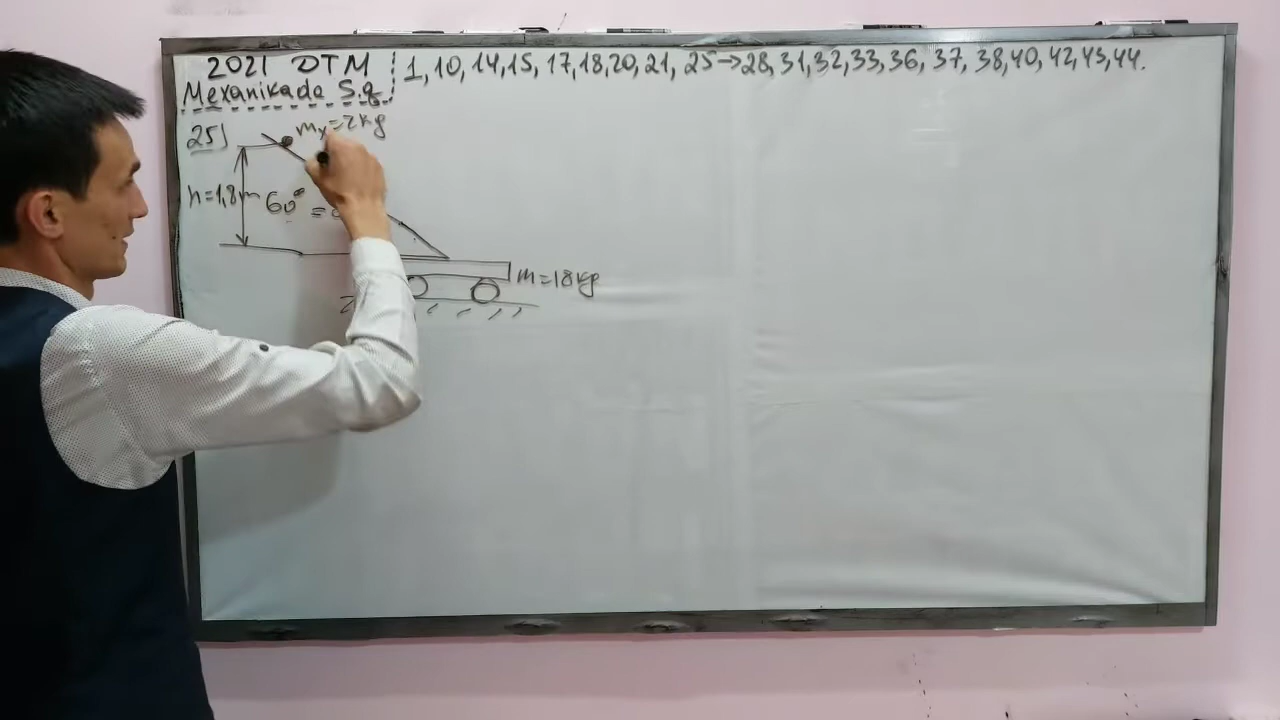 2021 DTM
Mexanikada S.q.
1, 10, 14, 15, 17, 18, 20, 21, 25→28, 31, 32, 33, 36, 37, 38, 40, 42, 43, 44.
25)
m₁=2kg
h=1,8m
60°=
m=18kg